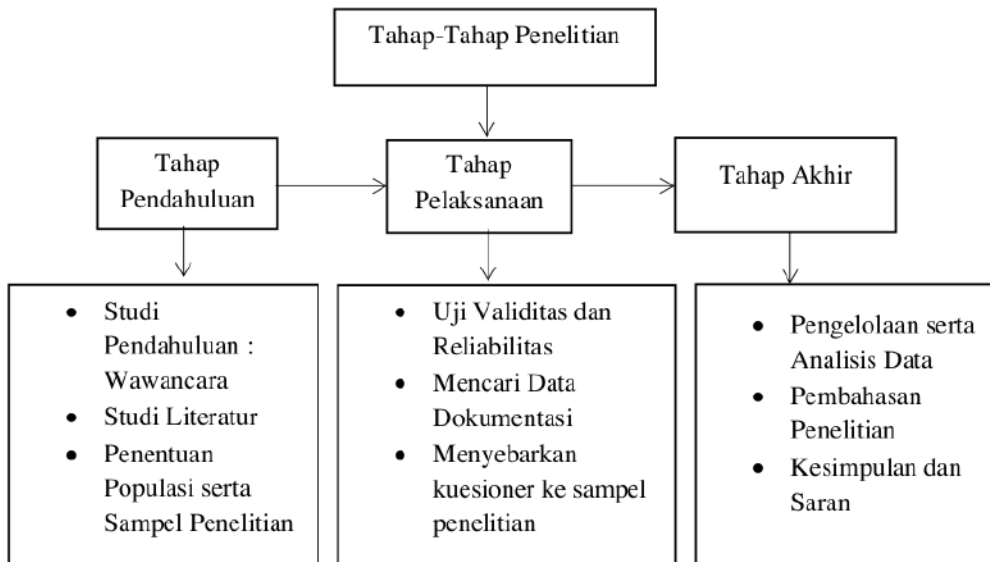 Tahap-Tahap Penelitian
Tahap
Pendahuluan
Tahap
Pelaksanaan
Tahap Akhir
• Studi
Pendahuluan :
Wawancara
• Studi Literatur
• Penentuan
Populasi serta
Sampel Penelitian
• Uji Validitas dan
Reliabilitas
• Mencari Data
Dokumentasi
• Menyebarkan
kuesioner ke sampel
penelitian
• Pengelolaan serta
Analisis Data
• Pembahasan
Penelitian
• Kesimpulan dan
Saran